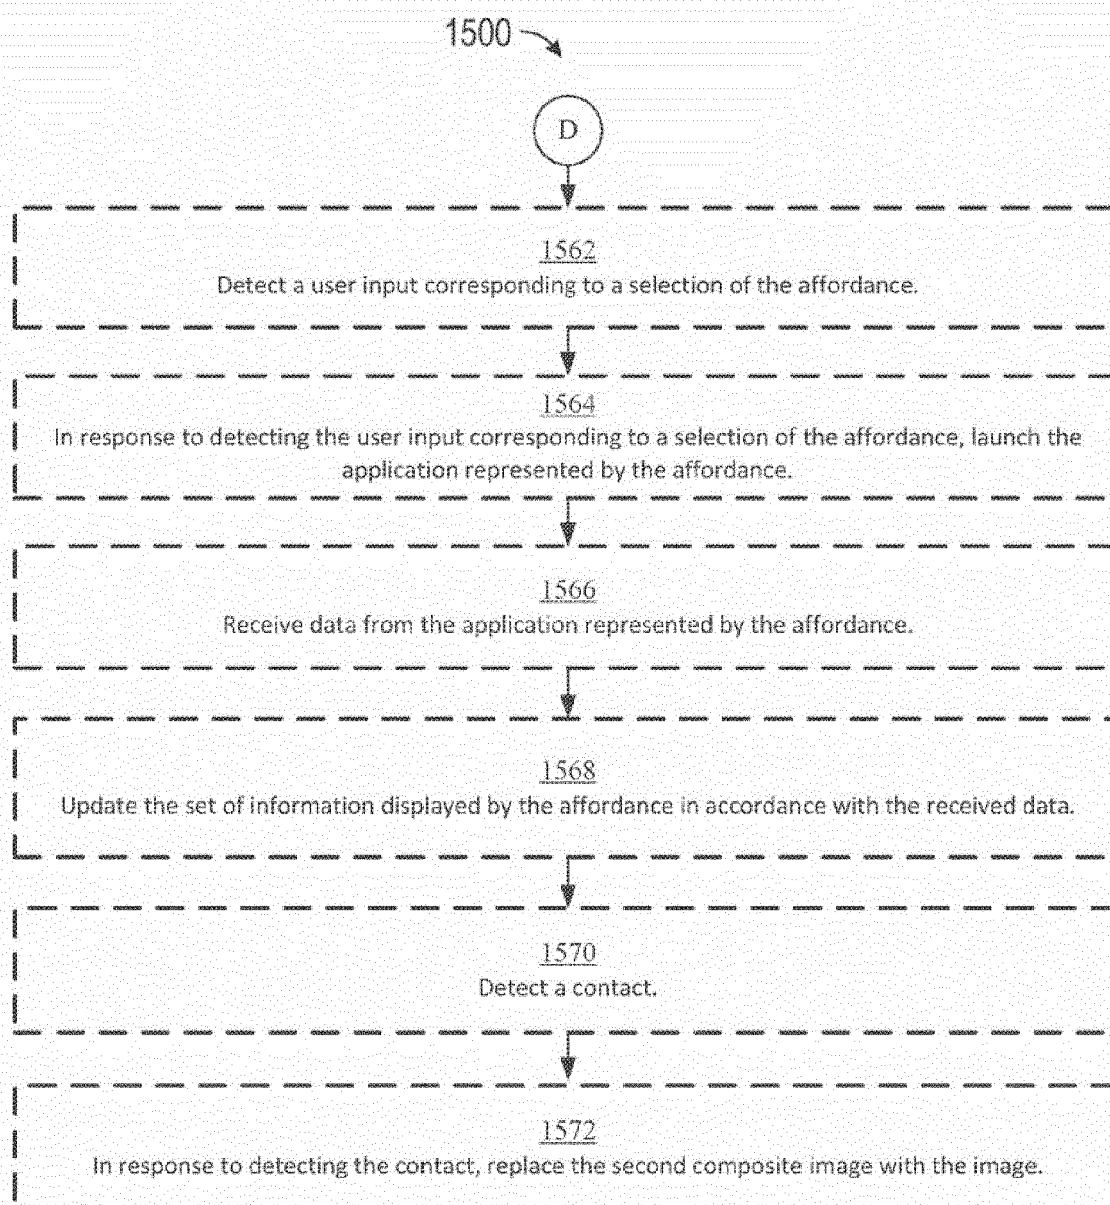 1500
D
1562
Detect a user input corresponding to a selection of the affordance.
1564
In response to detecting the user input corresponding to a selection of the affordance, launch the
application represented by the affordance.
1566
Receive data from the application represented by the affordance.
1568
Update the set of information displayed by the affordance in accordance with the received data.
1570
Detect a contact.
1572
In response to detecting the contact, replace the second composite image with the image.